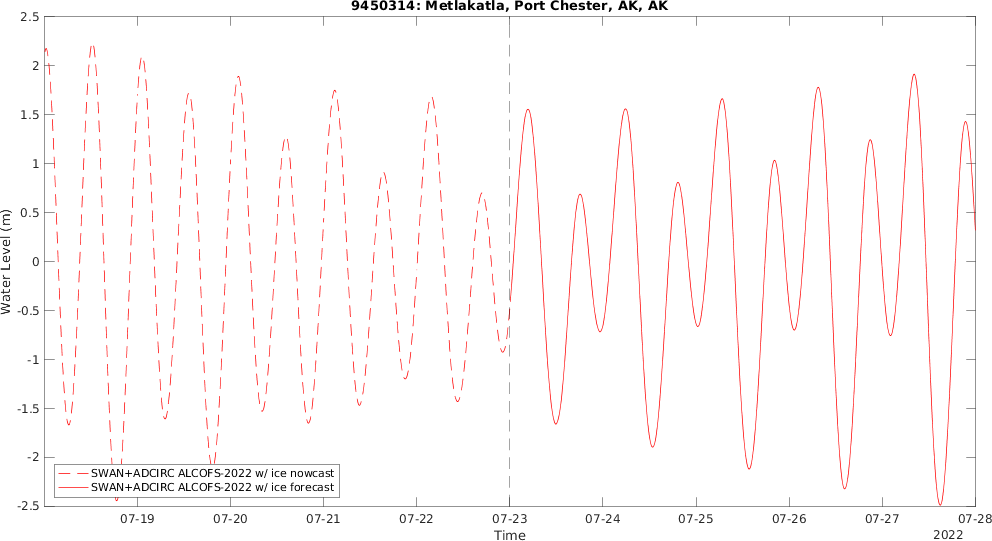 9450314: Metlakatla, Port Chester, AK, AK
Water Level (m)
2.5
2
1.5
1
0.5
0
-0.5
-1
-1.5
-2
-2.5
SWAN+ADCIRC ALCOFS-2022 w/ ice nowcast
SWAN+ADCIRC ALCOFS-2022 w/ ice forecast
07-19 07-20 07-21 07-22 07-23 07-24 07-25 07-26 07-27 07-28
Time
2022